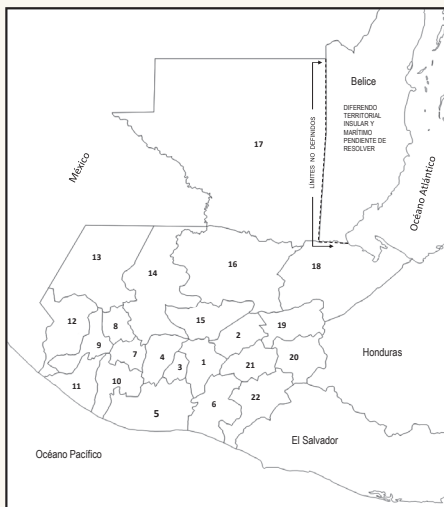 Belice
DIFERENDO
TERRITORIAL
INSULAR Y
MARÍTIMO
PENDIENTE DE
RESOLVER
LÍMITES NO DEFINIDOS
17
México
Océano Atlántico
13
14
16
18
12
8
15
2
19
9
7
4
3
1
21
20
Honduras
11
10
5
6
22
El Salvador
Océano Pacífico